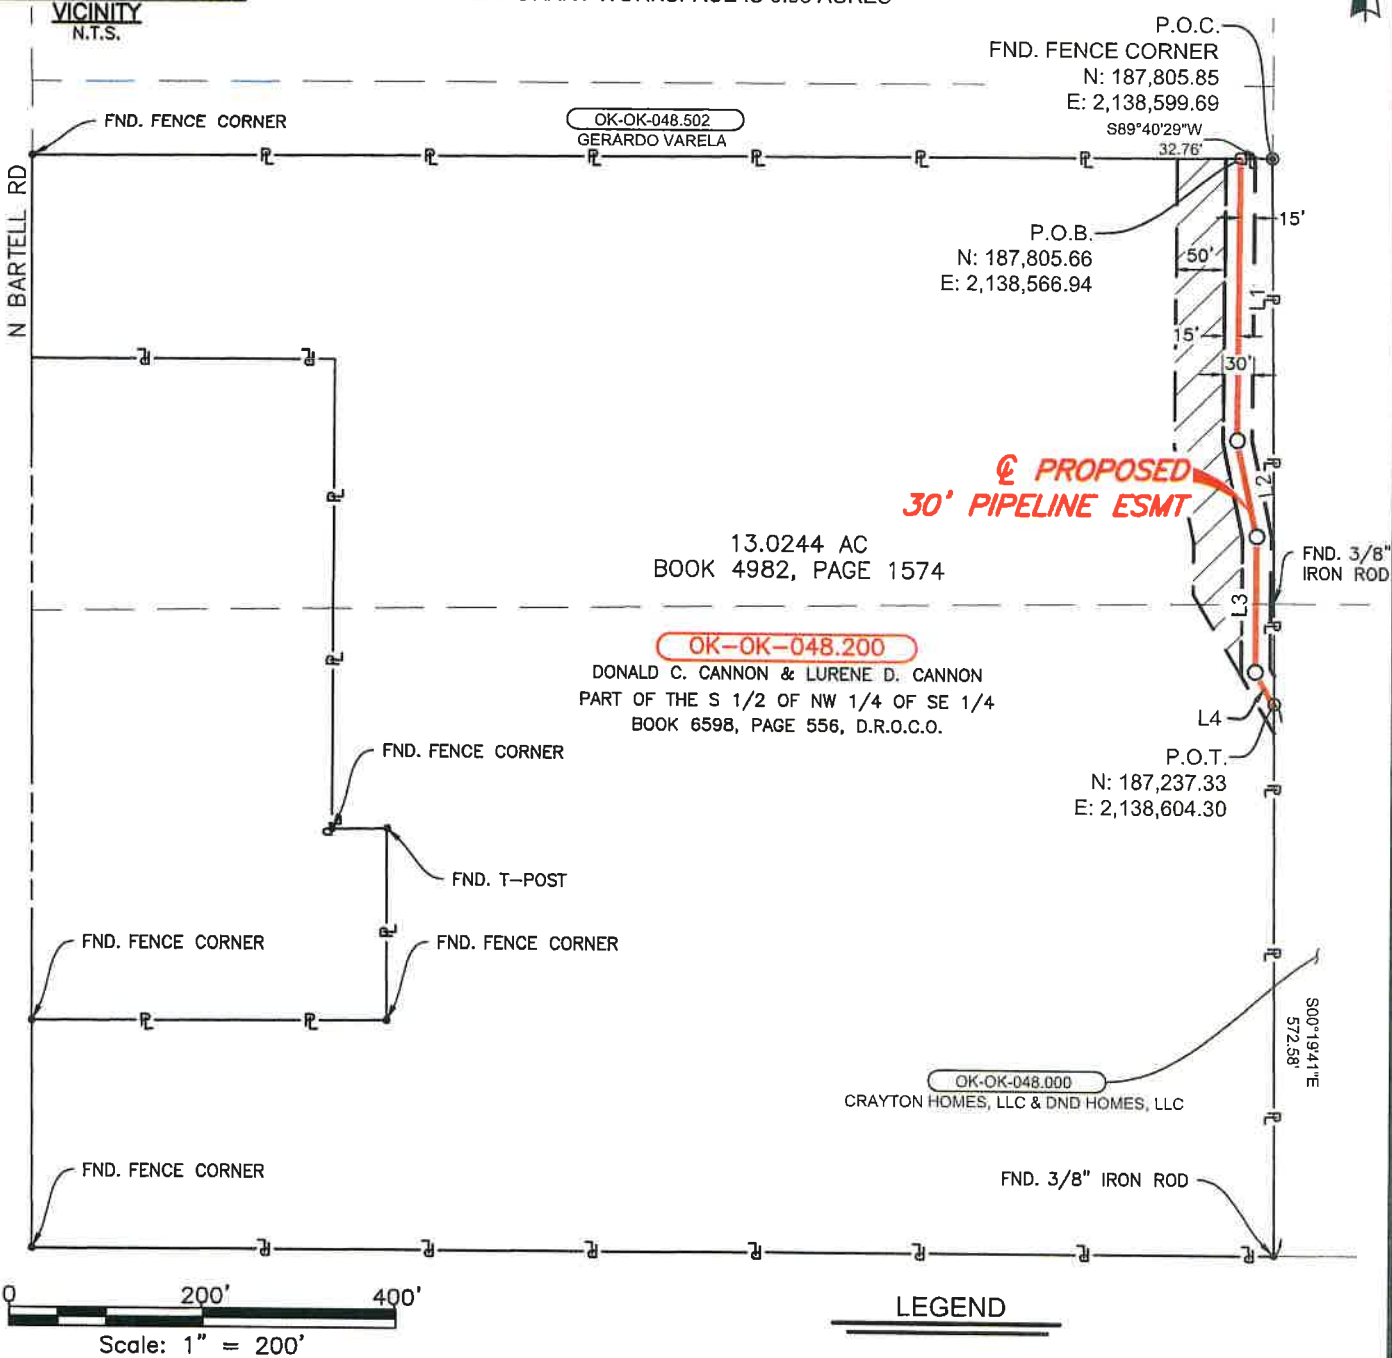 VICINITY
N.T.S.
P.O.C.
FND. FENCE CORNER
N: 187,805.85
E: 2,138,599.69
S89°40'29"W
32.76'
FND. FENCE CORNER
OK-OK-048.502
GERARDO VARELA
N BARTELL RD
P.O.B.
N: 187,805.66
E: 2,138,566.94
15'
50'
L1
15'
30'
℄ PROPOSED
30' PIPELINE ESMT
L2
13.0244 AC
BOOK 4982, PAGE 1574
FND. 3/8"
IRON ROD
L3
OK-OK-048.200
DONALD C. CANNON & LURENE D. CANNON
PART OF THE S 1/2 OF NW 1/4 OF SE 1/4
BOOK 6598, PAGE 556, D.R.O.C.O.
L4
P.O.T.
N: 187,237.33
E: 2,138,604.30
FND. FENCE CORNER
FND. T-POST
FND. FENCE CORNER
FND. FENCE CORNER
S00°19'41"E
572.58'
OK-OK-048.000
CRAYTON HOMES, LLC & DND HOMES, LLC
FND. FENCE CORNER
FND. 3/8" IRON ROD
0 200' 400'
Scale: 1" = 200'
LEGEND